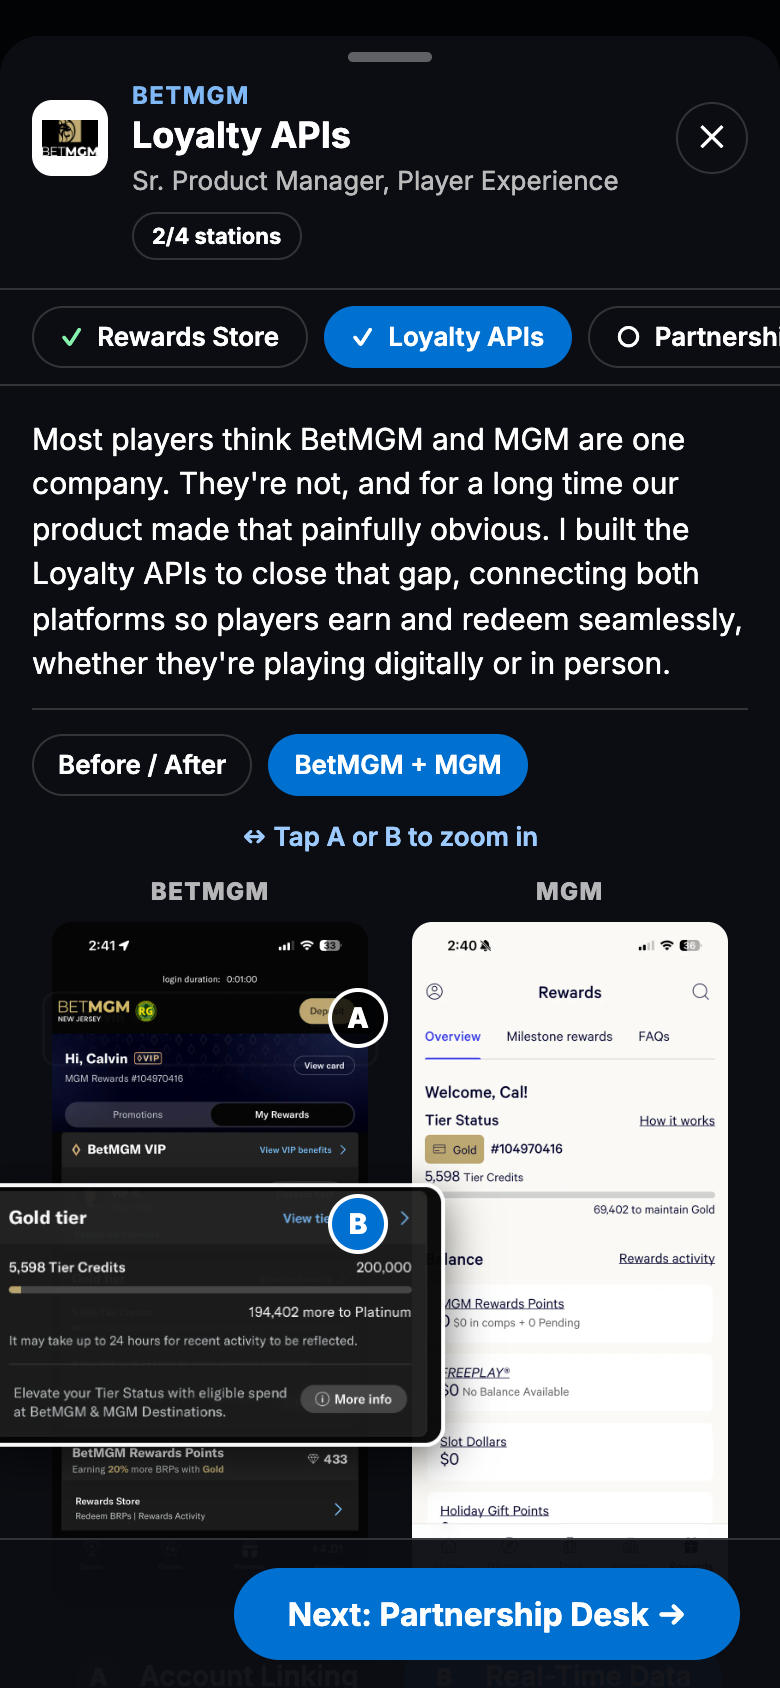 BETMGM
BETMGM
Loyalty APIs
Sr. Product Manager, Player Experience
2/4 stations
Rewards Store
Loyalty APIs
Partnershi
Most players think BetMGM and MGM are one
company. They're not, and for a long time our
product made that painfully obvious. I built the
Loyalty APIs to close that gap, connecting both
platforms so players earn and redeem seamlessly,
whether they're playing digitally or in person.
Before / After
BetMGM + MGM
↔ Tap A or B to zoom in
BETMGM
2:41
33
login duration: 0:01:00
BETMGM
NEW JERSEY
RG
Dep
A
Hi, Calvin
VIP
View card
MGM Rewards #104970416
Promotions
My Rewards
BetMGM VIP
View VIP benefits
Gold tier
View tie
B
5,598 Tier Credits
200,000
194,402 more to Platinum
It may take up to 24 hours for recent activity to be reflected.
Elevate your Tier Status with eligible spend
at BetMGM & MGM Destinations.
More info
BetMGM Rewards Points
433
Earning 20% more BRPs with Gold
Rewards Store
Redeem BRPs | Rewards Activity
MGM
2:40
36
Rewards
Overview
Milestone rewards
FAQs
Welcome, Cal!
Tier Status
How it works
Gold
#104970416
5,598 Tier Credits
69,402 to maintain Gold
lance
Rewards activity
MGM Rewards Points
$0 in comps + 0 Pending
FREEPLAY®
$0 No Balance Available
Slot Dollars
$0
Holiday Gift Points
Next: Partnership Desk →
A
Account Linking
B
Real-Time Data